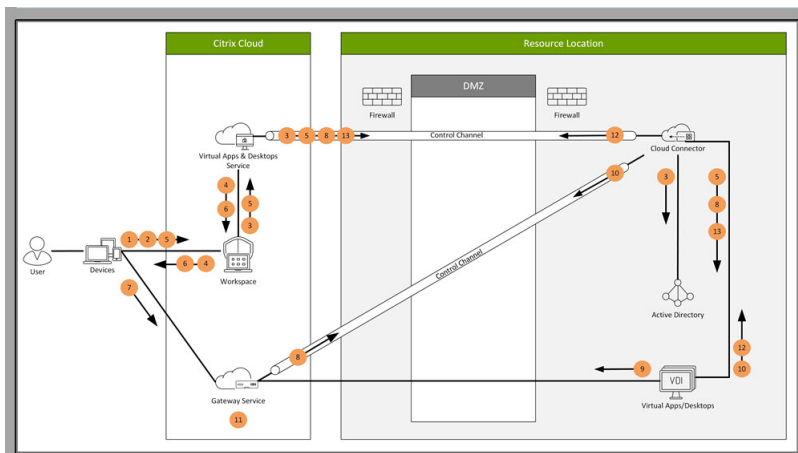 Citrix Cloud
Resource Location
DMZ
Firewall
Firewall
Virtual Apps & Desktops
Service
3 5 8 13
Control Channel
12
Cloud Connector
4
6
5
3
10
3
5
8
13
1 2 5
User
Devices
6 4
Workspace
7
Control Channel
Active Directory
8
12
10
9
VDI
Gateway Service
Virtual Apps/Desktops
11